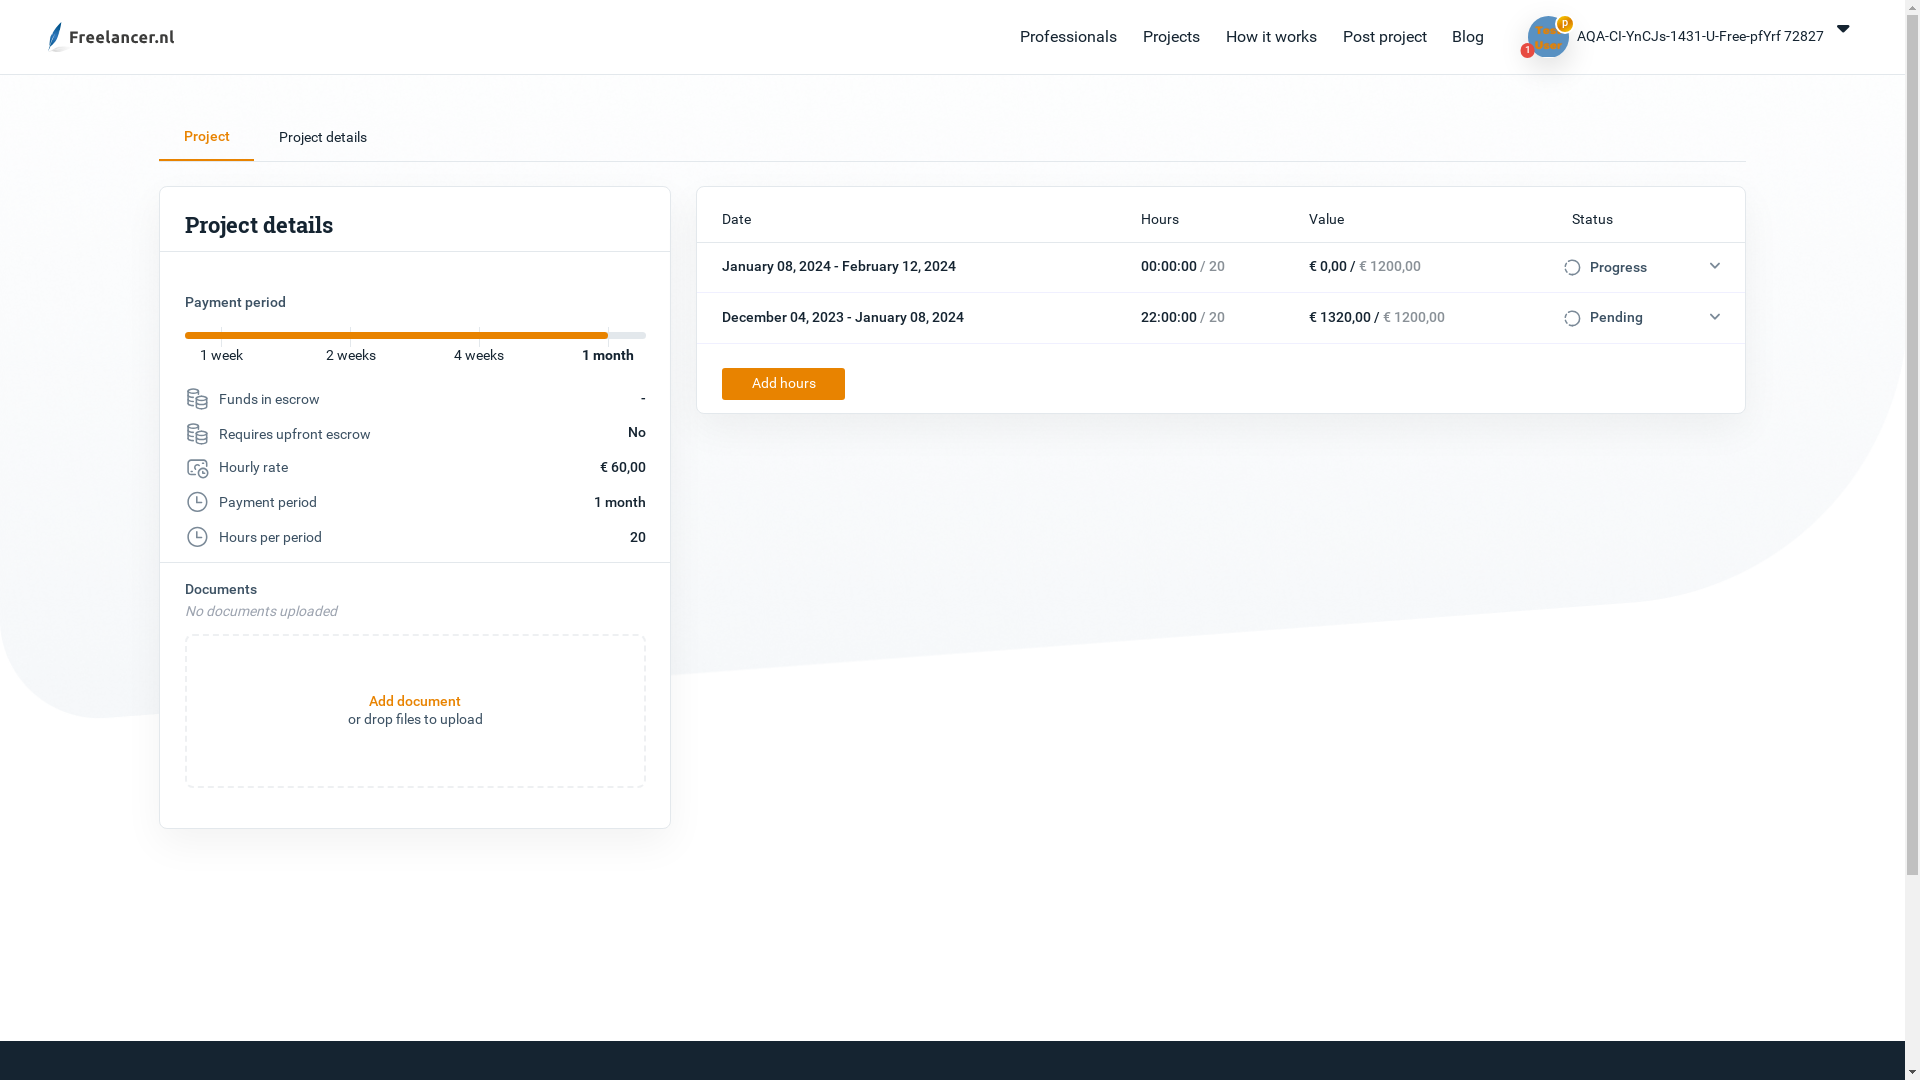 Freelancer.nl
Professionals Projects How it works Post project Blog P 1 AQA-CI-YnCJs-1431-U-Free-pfYrf 72827
Project Project details
Project details
Payment period
1 week 2 weeks 4 weeks 1 month
Funds in escrow -
Requires upfront escrow No
Hourly rate € 60,00
Payment period 1 month
Hours per period 20
Documents
No documents uploaded
Add document
or drop files to upload
Date Hours Value Status
January 08, 2024 - February 12, 2024 00:00:00 / 20 € 0,00 / € 1200,00 Progress
December 04, 2023 - January 08, 2024 22:00:00 / 20 € 1320,00 / € 1200,00 Pending
Add hours